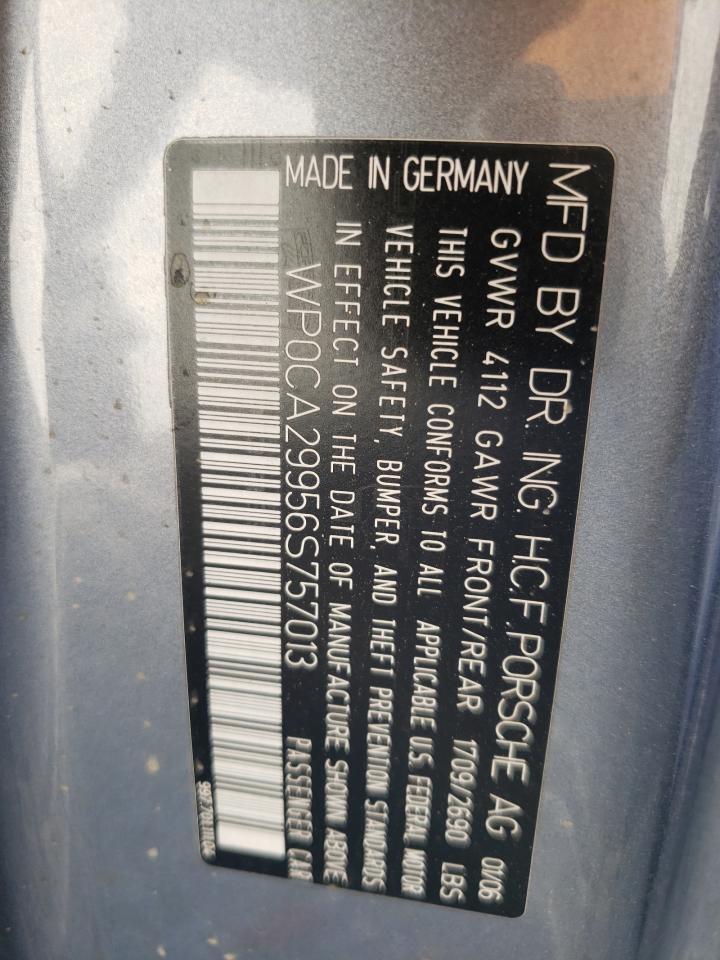 MFD BY DR. ING. H.C.F. PORSCHE AG 01/06
GVWR 4112 GAWR FRONT/REAR 1709/2690 LBS
THIS VEHICLE CONFORMS TO ALL APPLICABLE U.S. FEDERAL MOTOR
VEHICLE SAFETY, BUMPER, AND THEFT PREVENTION STANDARDS
IN EFFECT ON THE DATE OF MANUFACTURE SHOWN ABOVE
MADE IN GERMANY WP0CA29956S757013 PASSENGER CAR